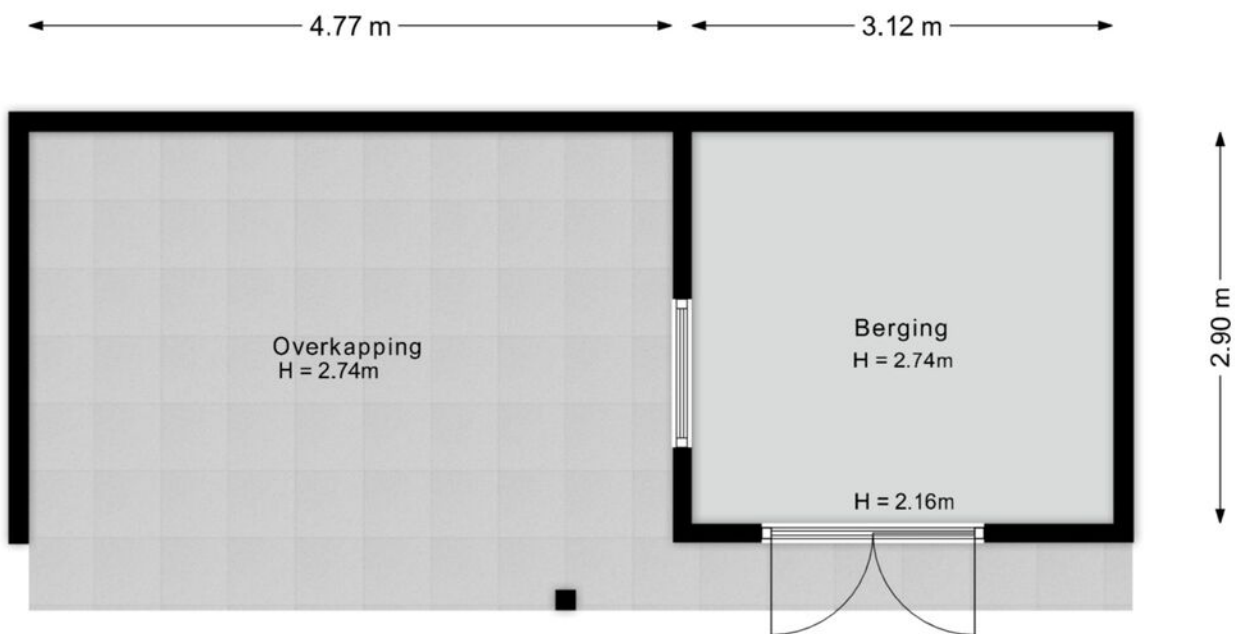 4.77 m
3.12 m
2.90 m
Overkapping
H = 2.74m
Berging
H = 2.74m
H = 2.16m